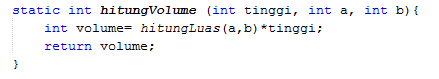 static int hitungVolume (int tinggi, int a, int b){
int volume= hitungLuas(a,b)*tinggi;
return volume;
}